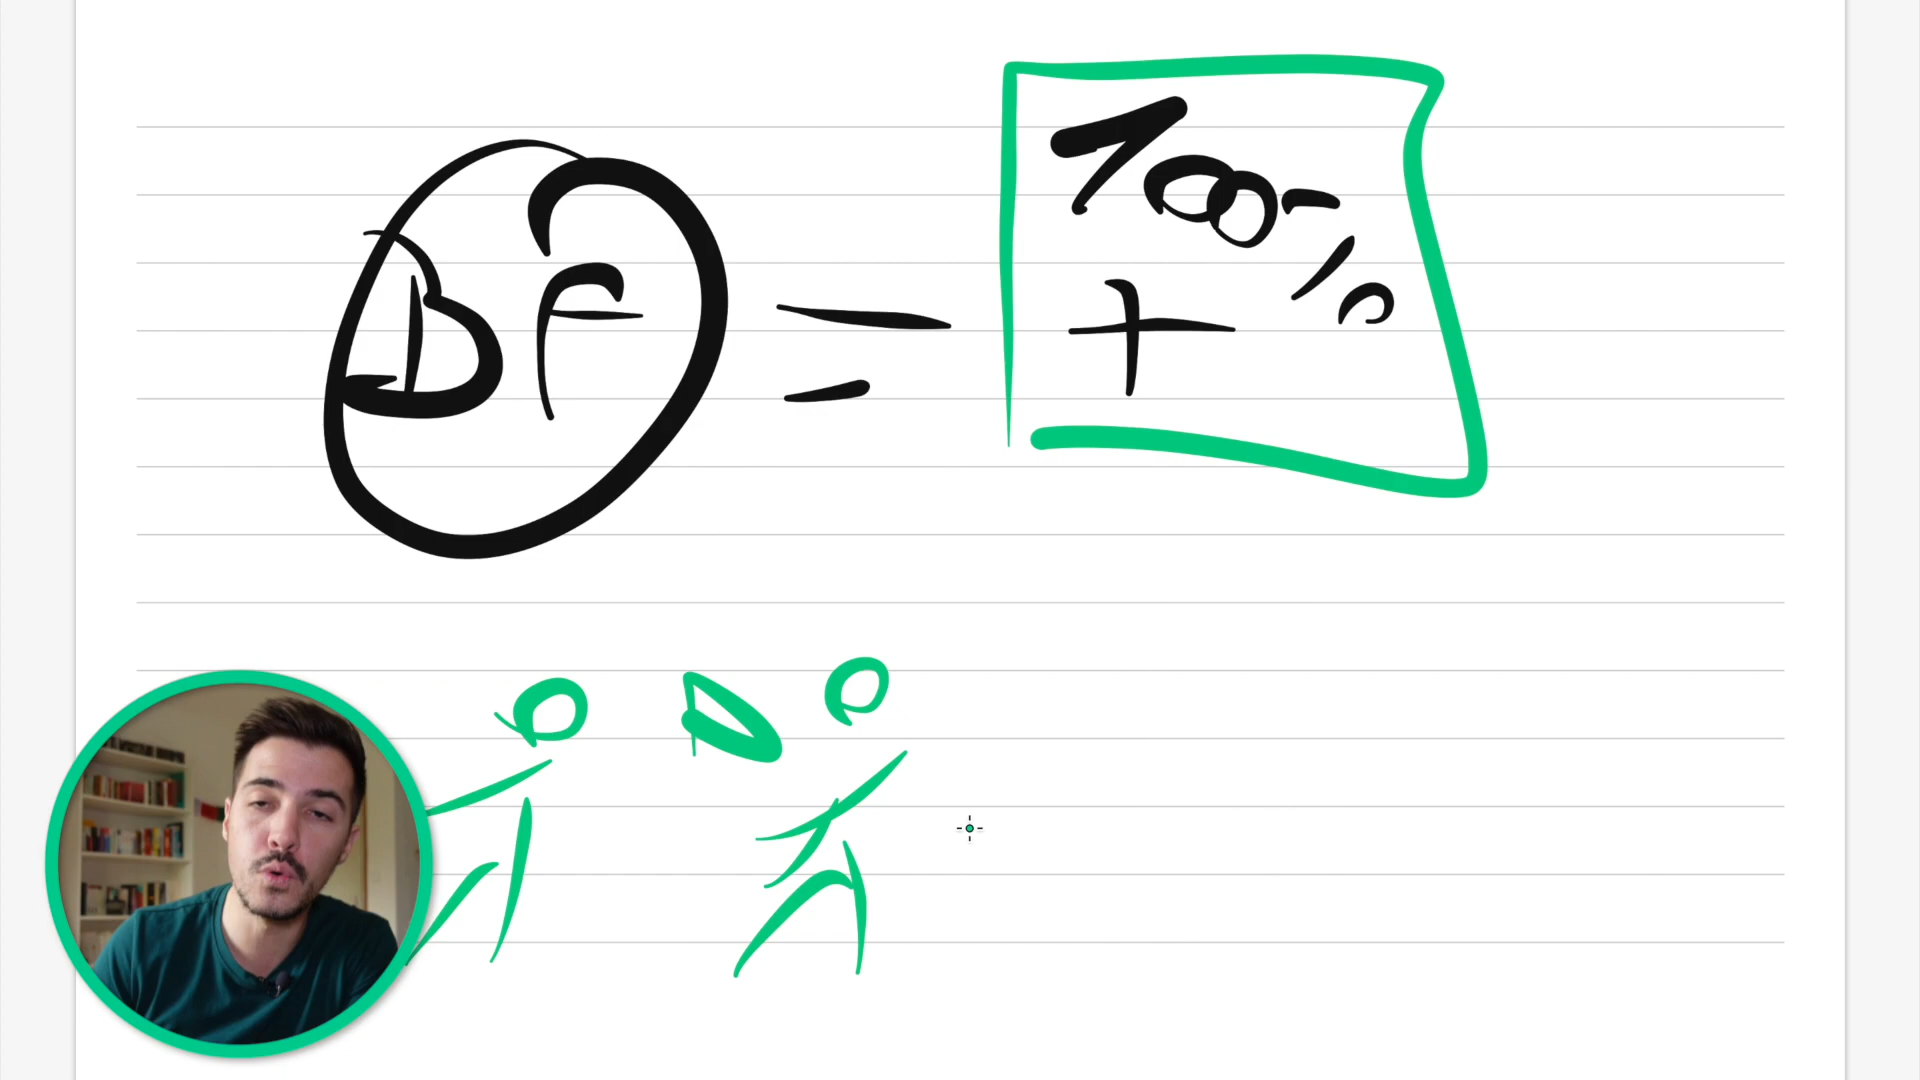 BF = 100%
+